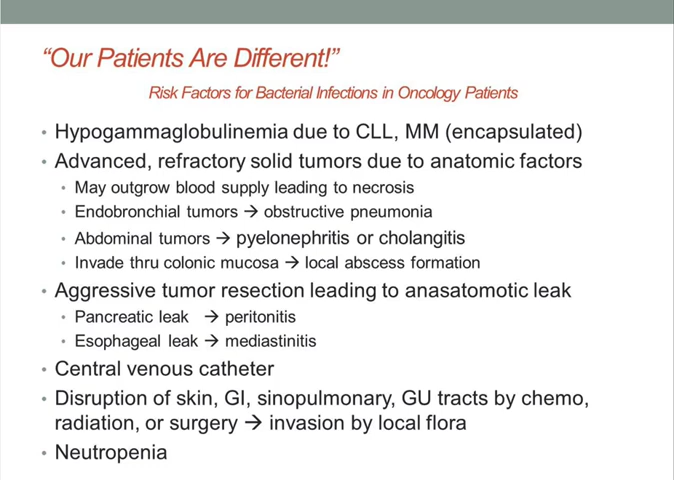 “Our Patients Are Different!”
Risk Factors for Bacterial Infections in Oncology Patients
• Hypogammaglobulinemia due to CLL, MM (encapsulated)
• Advanced, refractory solid tumors due to anatomic factors
• May outgrow blood supply leading to necrosis
• Endobronchial tumors → obstructive pneumonia
• Abdominal tumors → pyelonephritis or cholangitis
• Invade thru colonic mucosa → local abscess formation
• Aggressive tumor resection leading to anasatomotic leak
• Pancreatic leak → peritonitis
• Esophageal leak → mediastinitis
• Central venous catheter
• Disruption of skin, GI, sinopulmonary, GU tracts by chemo,
radiation, or surgery → invasion by local flora
• Neutropenia